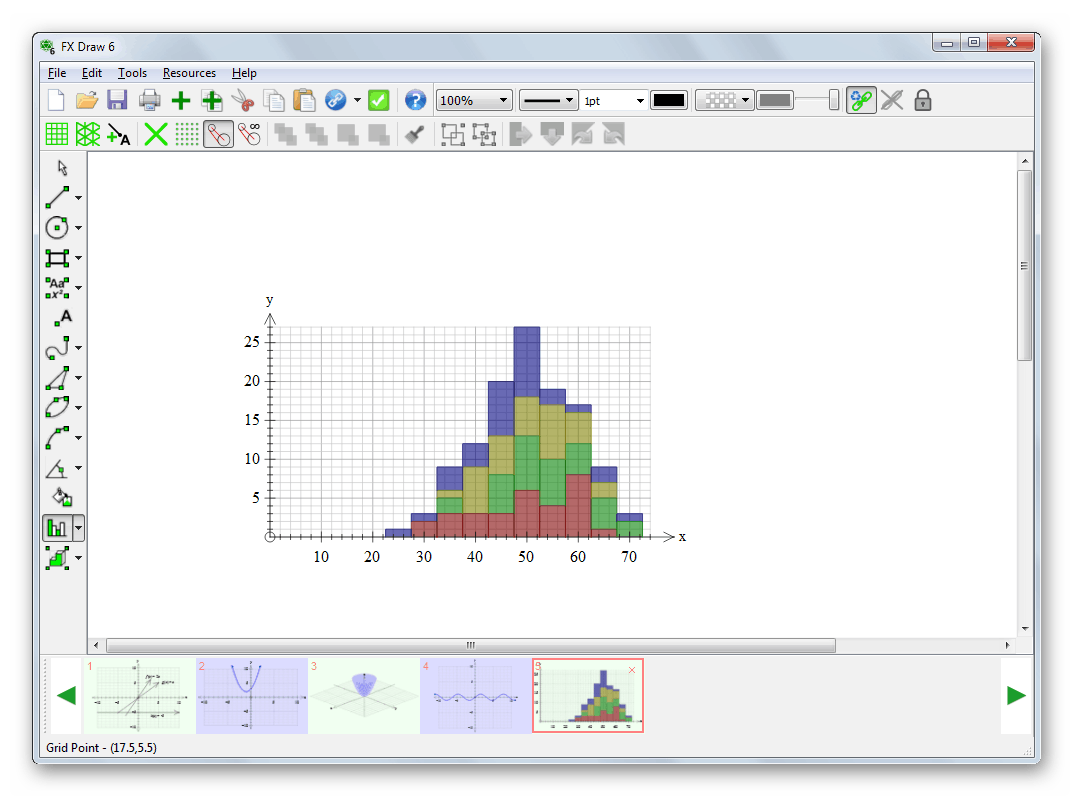 FX Draw 6
File Edit Tools Resources Help
100% 1pt
y
25
20
15
10
5
x
10 20 30 40 50 60 70
1 2 3 4 5
Grid Point - (17.5,5.5)